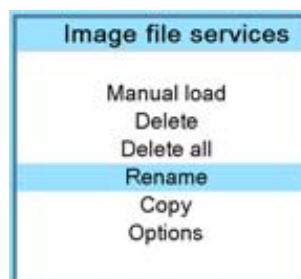 Image file services
Manual load
Delete
Delete all
Rename
Copy
Options